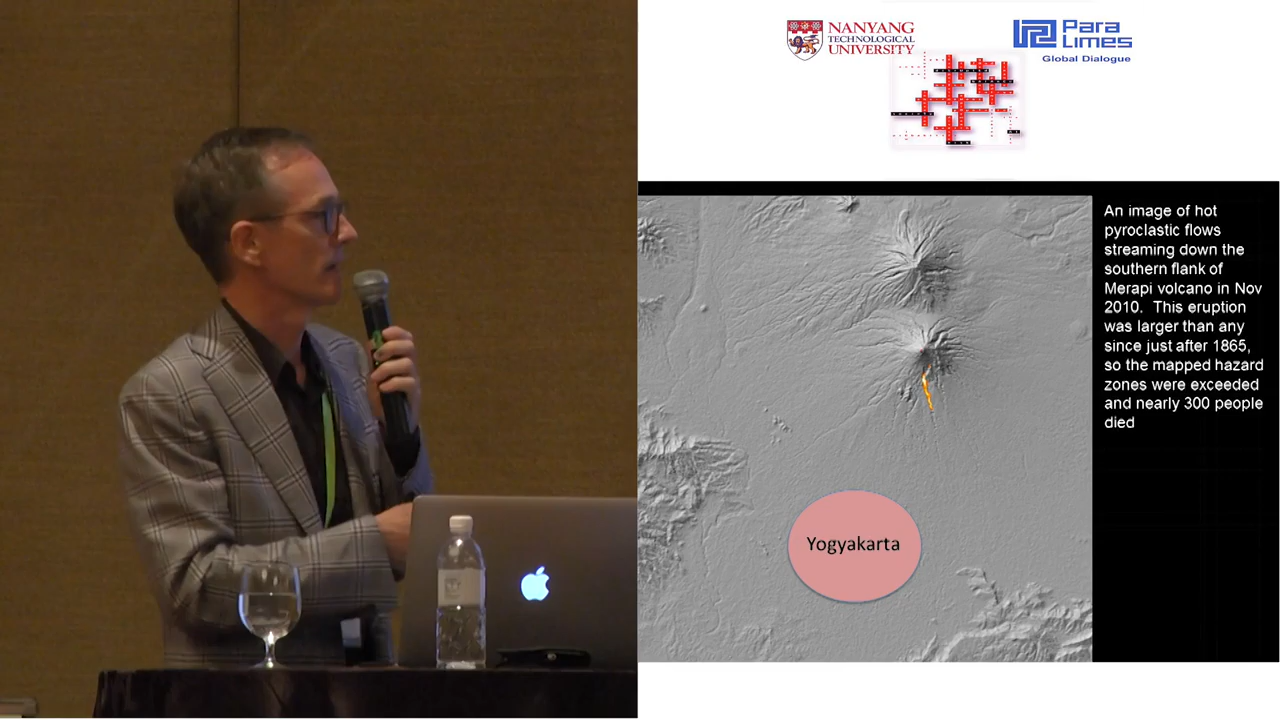 NANYANG
TECHNOLOGICAL
UNIVERSITY
Para
Limes
Global Dialogue
An image of hot
pyroclastic flows
streaming down the
southern flank of
Merapi volcano in Nov
2010.  This eruption
was larger than any
since just after 1865,
so the mapped hazard
zones were exceeded
and nearly 300 people
died
Yogyakarta